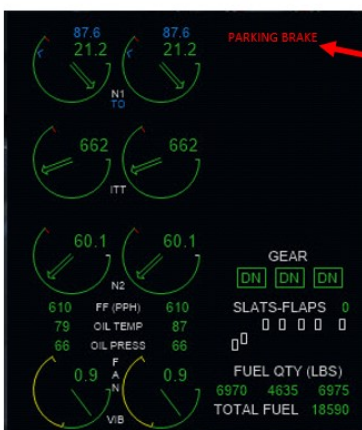 87.6 87.6
21.2 21.2
PARKING BRAKE
N1
TO
662 662
ITT
60.1 60.1
N2
GEAR
DN DN DN
610 FF (PPH) 610
SLATS-FLAPS 0
79 OIL TEMP 87
66 OIL PRESS 66
FAN
0.9 0.9
VIB
FUEL QTY (LBS)
6970 4635 6975
TOTAL FUEL 18590